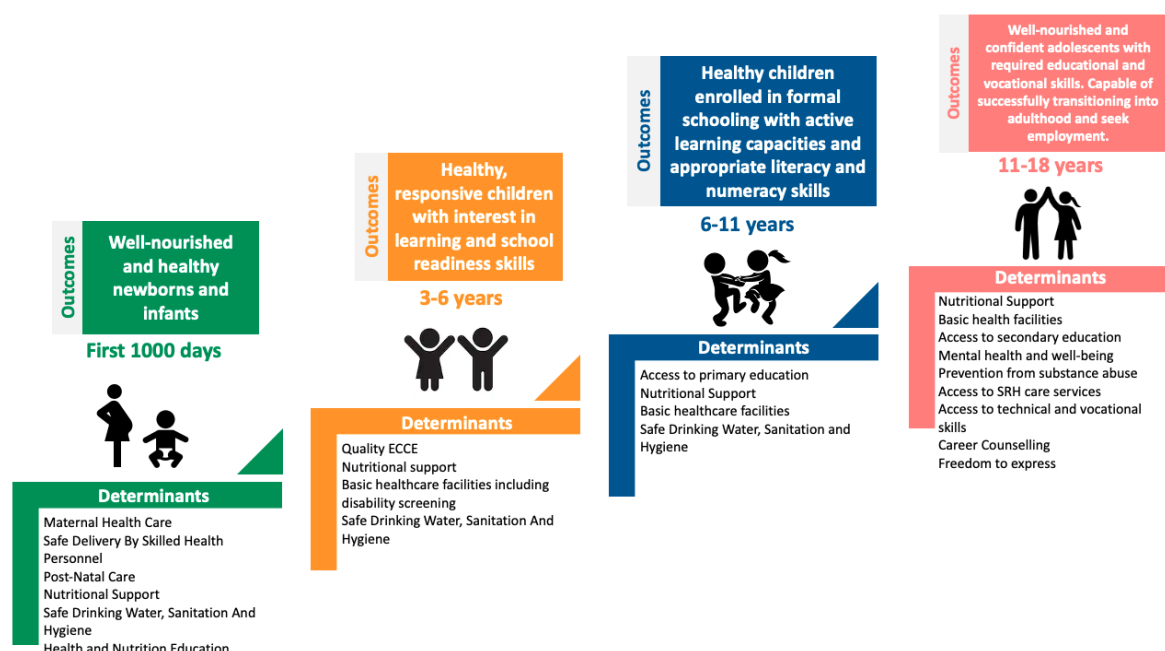 Outcomes
Well-nourished
and healthy
newborns and
infants
First 1000 days
Determinants
Maternal Health Care
Safe Delivery By Skilled Health
Personnel
Post-Natal Care
Nutritional Support
Safe Drinking Water, Sanitation And
Hygiene
Health and Nutrition Education
Outcomes
Healthy,
responsive children
with interest in
learning and school
readiness skills
3-6 years
Determinants
Quality ECCE
Nutritional support
Basic healthcare facilities including
disability screening
Safe Drinking Water, Sanitation And
Hygiene
Outcomes
Healthy children
enrolled in formal
schooling with active
learning capacities and
appropriate literacy and
numeracy skills
6-11 years
Determinants
Access to primary education
Nutritional Support
Basic healthcare facilities
Safe Drinking Water, Sanitation and
Hygiene
Outcomes
Well-nourished and
confident adolescents with
required educational and
vocational skills. Capable of
successfully transitioning into
adulthood and seek
employment.
11-18 years
Determinants
Nutritional Support
Basic health facilities
Access to secondary education
Mental health and well-being
Prevention from substance abuse
Access to SRH care services
Access to technical and vocational
skills
Career Counselling
Freedom to express